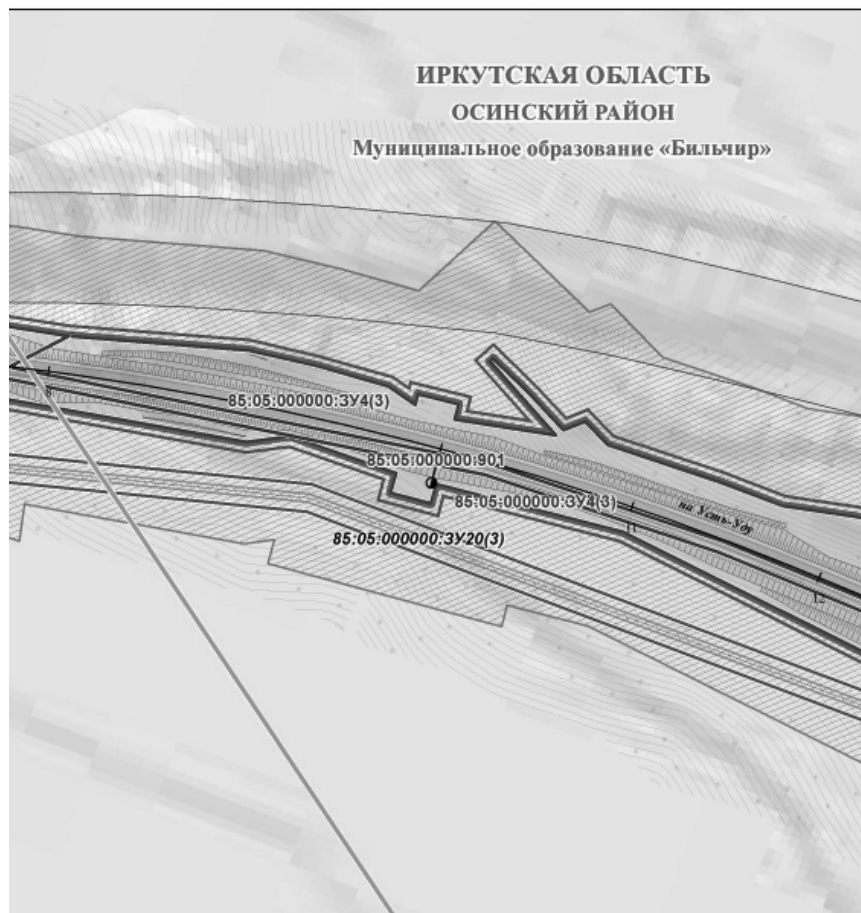 ИРКУТСКАЯ ОБЛАСТЬ
ОСИНСКИЙ РАЙОН
Муниципальное образование «Бильчир»
85:05:000000:ЗУ4(3)
85:05:000000:901
85:05:000000:ЗУ4(3)
на Усть-Уду
11
85:05:000000:ЗУ20(3)
12